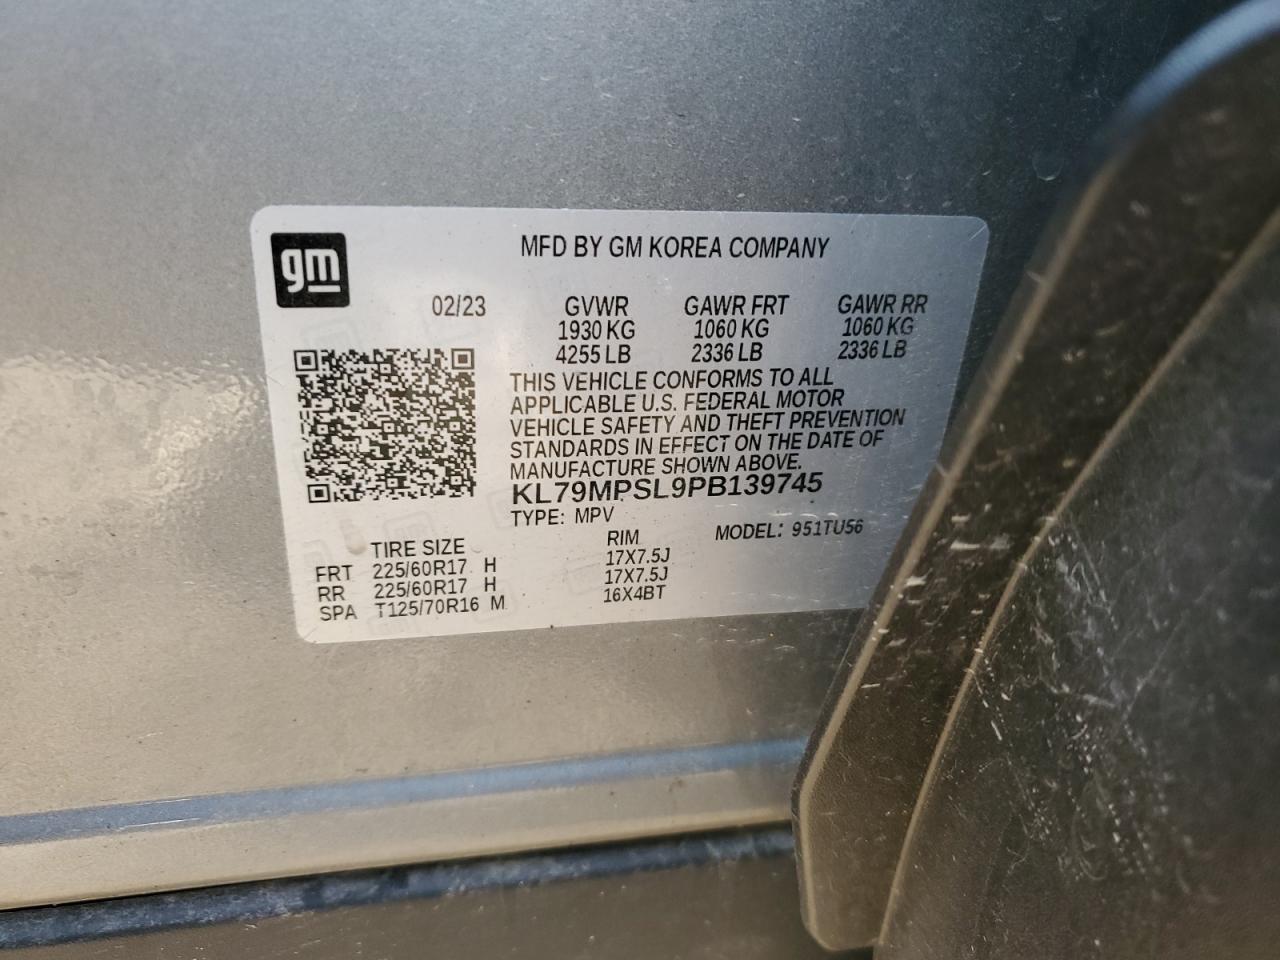 gm
MFD BY GM KOREA COMPANY
02/23 GVWR GAWR FRT GAWR RR
1930 KG 1060 KG 1060 KG
4255 LB 2336 LB 2336 LB
THIS VEHICLE CONFORMS TO ALL
APPLICABLE U.S. FEDERAL MOTOR
VEHICLE SAFETY AND THEFT PREVENTION
STANDARDS IN EFFECT ON THE DATE OF
MANUFACTURE SHOWN ABOVE.
KL79MPSL9PB139745
TYPE: MPV MODEL: 951TU56
TIRE SIZE RIM
FRT 225/60R17 H 17X7.5J
RR 225/60R17 H 17X7.5J
SPA T125/70R16 M 16X4BT